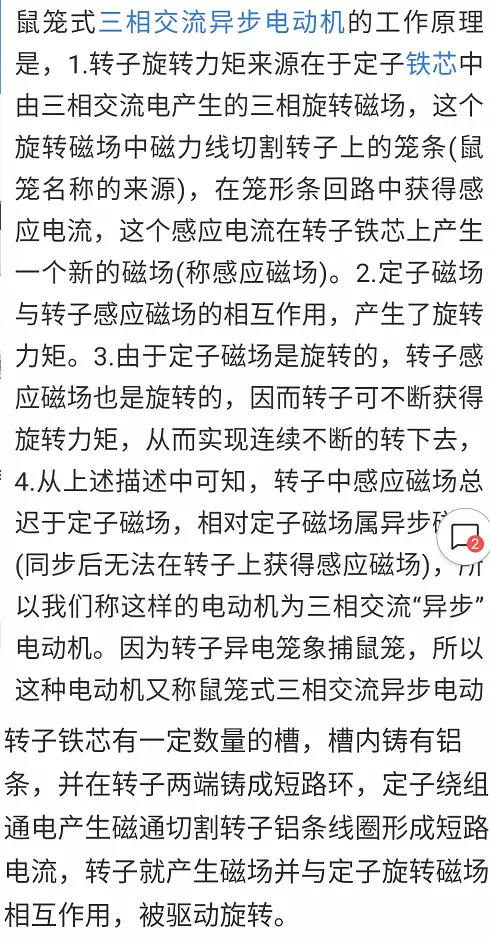 鼠笼式三相交流异步电动机的工作原理
是，1.转子旋转力矩来源在于定子铁芯中
由三相交流电产生的三相旋转磁场，这个
旋转磁场中磁力线切割转子上的笼条(鼠
笼名称的来源)，在笼形条回路中获得感
应电流，这个感应电流在转子铁芯上产生
一个新的磁场(称感应磁场)。2.定子磁场
与转子感应磁场的相互作用，产生了旋转
力矩。3.由于定子磁场是旋转的，转子感
应磁场也是旋转的，因而转子可不断获得
旋转力矩，从而实现连续不断的转下去，
4.从上述描述中可知，转子中感应磁场总
迟于定子磁场，相对定子磁场属异步
2
(同步后无法在转子上获得感应磁场)，所
以我们称这样的电动机为三相交流“异步”
电动机。因为转子异电笼象捕鼠笼，所以
这种电动机又称鼠笼式三相交流异步电动
转子铁芯有一定数量的槽，槽内铸有铝
条，并在转子两端铸成短路环，定子绕组
通电产生磁通切割转子铝条线圈形成短路
电流，转子就产生磁场并与定子旋转磁场
相互作用，被驱动旋转。